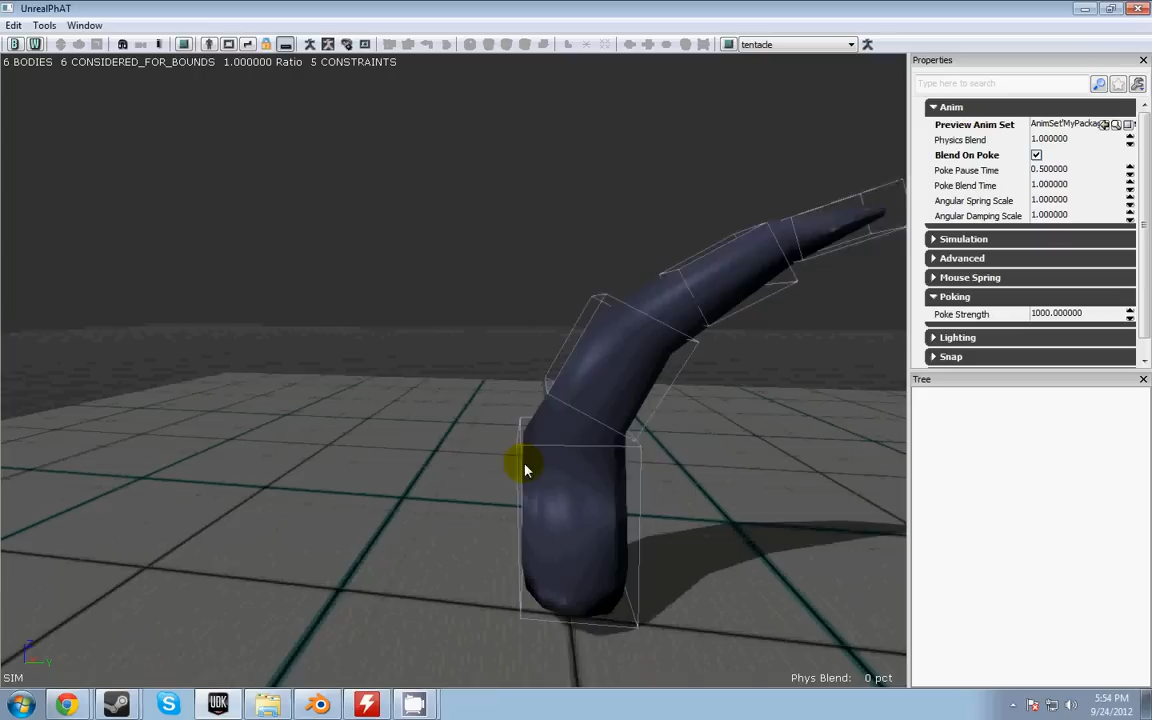 UnrealPhAT
Edit Tools Window
tentacle
6 BODIES 6 CONSIDERED_FOR_BOUNDS 1.000000 Ratio 5 CONSTRAINTS
Properties
Type here to search
Anim
Preview Anim Set AnimSet'MyPackag
Physics Blend 1.000000
Blend On Poke
Poke Pause Time 0.500000
Poke Blend Time 1.000000
Angular Spring Scale 1.000000
Angular Damping Scale 1.000000
Simulation
Advanced
Mouse Spring
Poking
Poke Strength 1000.000000
Lighting
Snap
Tree
SIM
Phys Blend: 0 pct
Z
Y
UDK
5:54 PM
9/24/2012